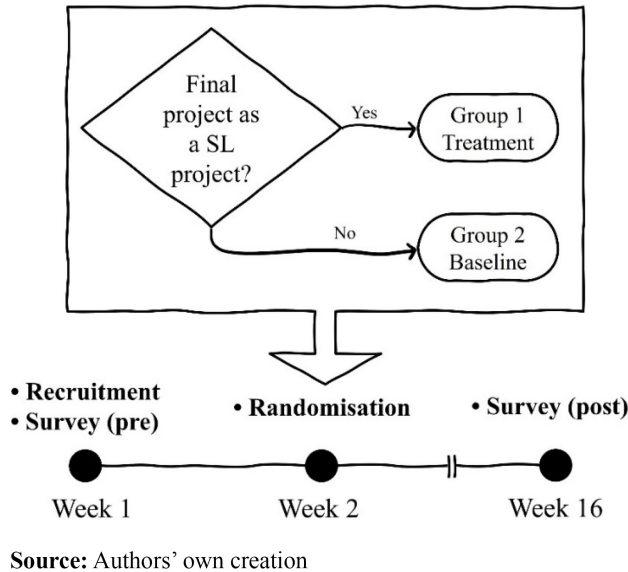 Final
project as
a SL
project?
Yes
Group 1
Treatment
No
Group 2
Baseline
• Recruitment
• Survey (pre)
• Randomisation
• Survey (post)
Week 1
Week 2
Week 16
Source: Authors’ own creation